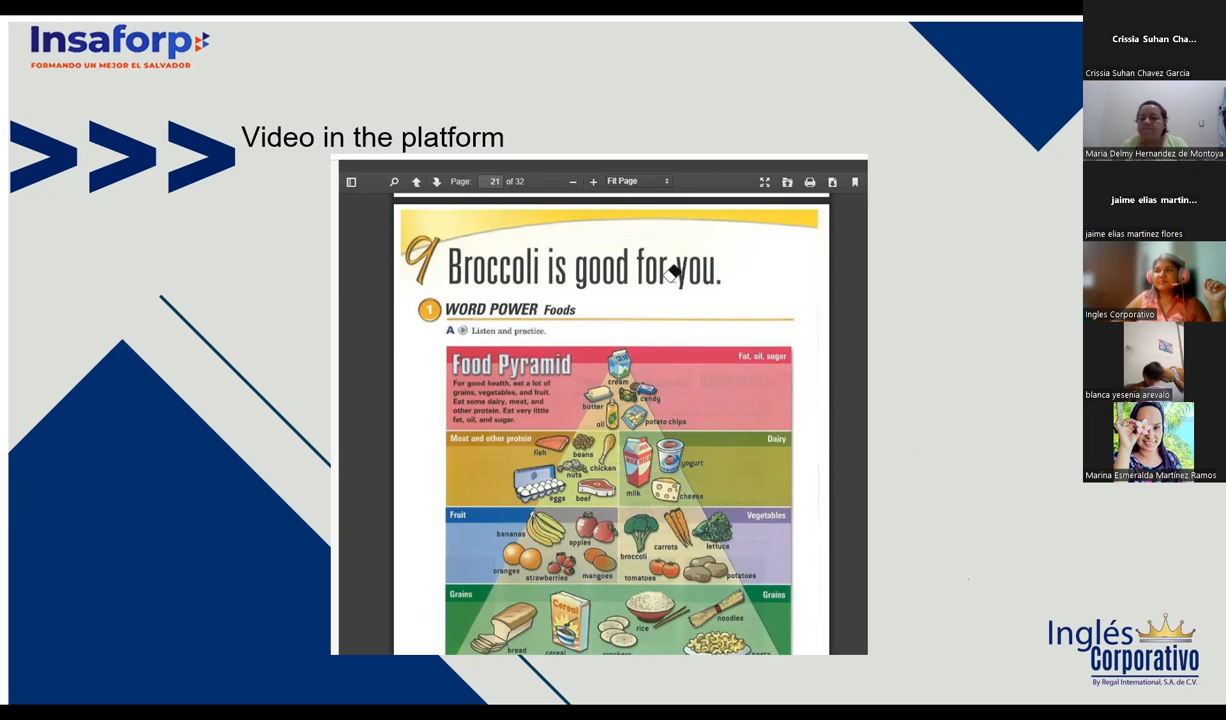 Insaforp
FORMANDO UN MEJOR EL SALVADOR
Video in the platform
Page: 21 of 32
Fit Page
9 Broccoli is good for you.
1 WORD POWER Foods
A Listen and practice.
Food Pyramid
Fat, oil, sugar
For good health, eat a lot of
grains, vegetables, and fruit.
Eat some dairy, meat, and
other protein. Eat very little
fat, oil, and sugar.
CREAM
cream
butter
candy
oil
potato chips
Meat and other protein
Dairy
fish
beans
chicken
nuts
eggs
beef
MILK
milk
yogurt
cheese
Fruit
Vegetables
bananas
apples
oranges
strawberries
mangoes
broccoli
carrots
lettuce
tomatoes
potatoes
Grains
Grains
Cereal
bread
cereal
crackers
rice
noodles
pasta
Crissia Suhan Cha...
Crissia Suhan Chavez Garcia
Maria Delmy Hernandez de Montoya
jaime elias martin...
jaime elias martinez flores
Ingles Corporativo
blanca yesenia arevalo
Marina Esmeralda Martínez Ramos
Inglés
Corporativo
By Regal International, S.A. de C.V.